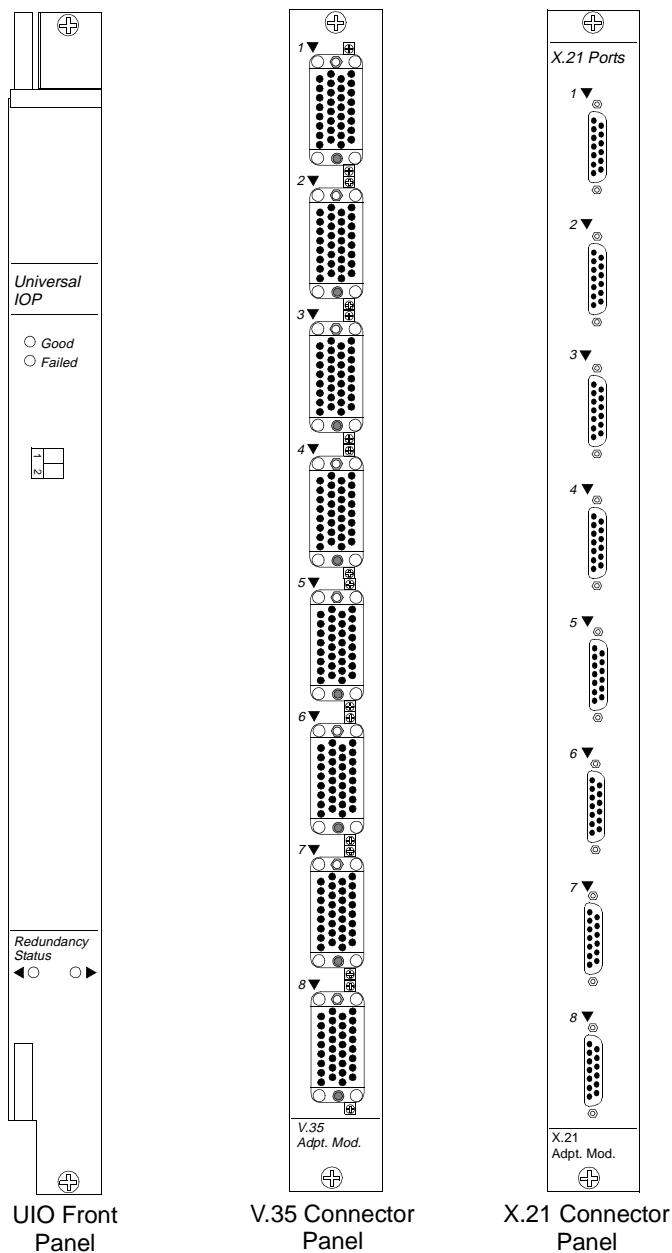 Universal
IOP
Good
Failed
1
2
Redundancy
Status
UIO Front
Panel
1
2
3
4
5
6
7
8
V.35
Adpt. Mod.
V.35 Connector
Panel
X.21 Ports
1
2
3
4
5
6
7
8
X.21
Adpt. Mod.
X.21 Connector
Panel